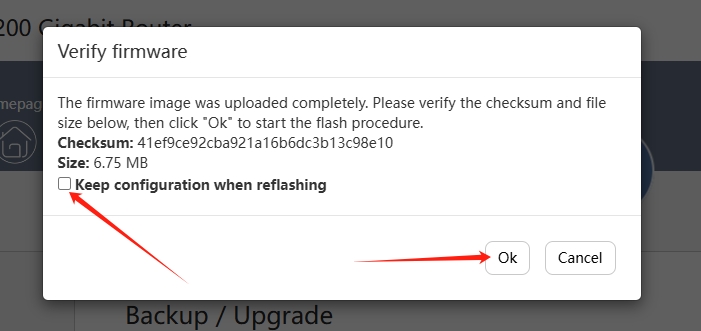 200 Gigabit Router
Verify firmware
mepag
The firmware image was uploaded completely. Please verify the checksum and file
size below, then click "Ok" to start the flash procedure.
Checksum: 41ef9ce92cba921a16b6dc3b13c98e10
Size: 6.75 MB
Keep configuration when reflashing
Ok
Cancel
Backup / Upgrade